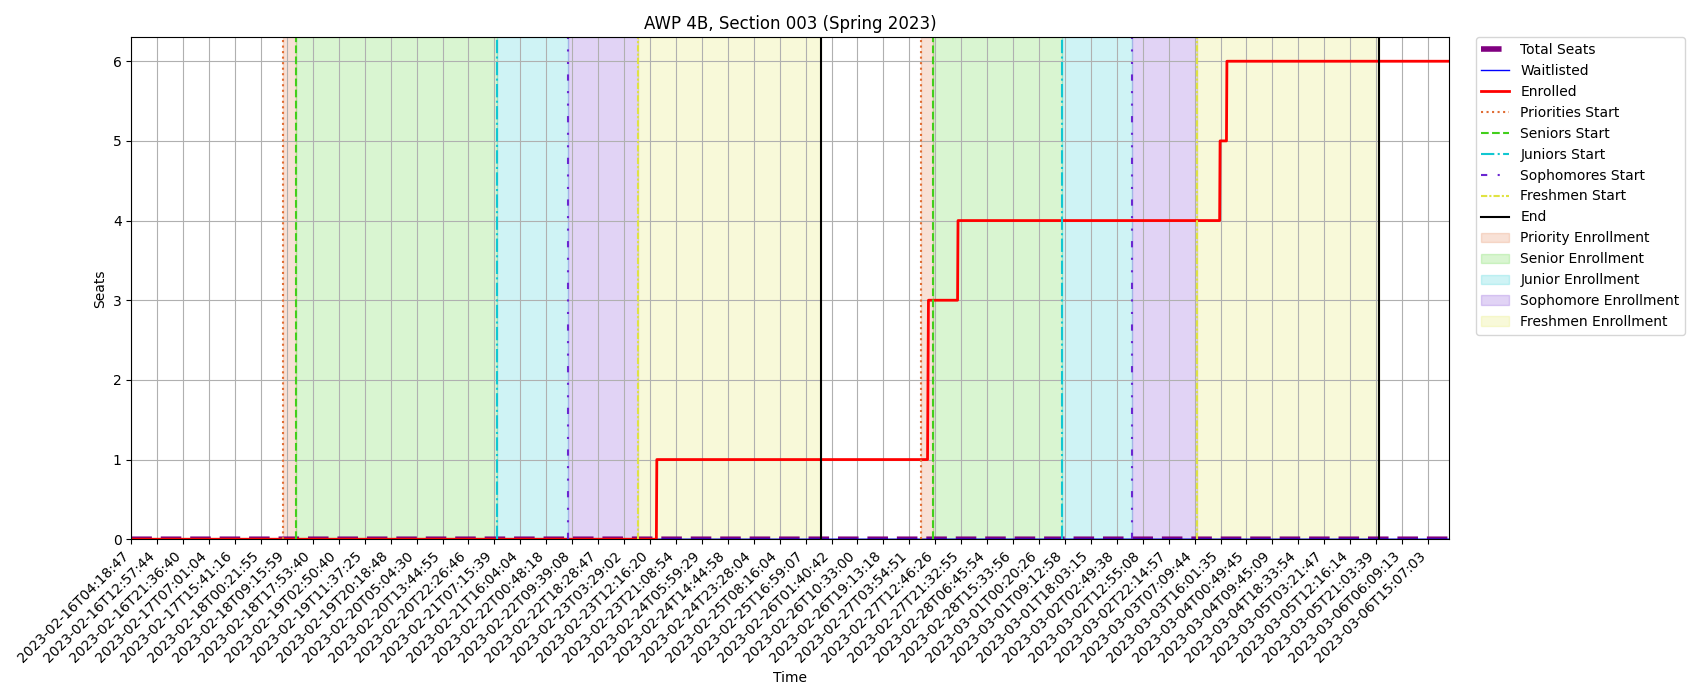 AWP 4B, Section 003 (Spring 2023)
Seats
6
5
4
3
2
1
0
2023-02-16T04:18:47
2023-02-16T12:57:44
2023-02-16T21:36:40
2023-02-17T07:01:04
2023-02-17T15:41:16
2023-02-18T00:21:55
2023-02-18T09:15:59
2023-02-18T17:53:40
2023-02-19T02:50:40
2023-02-19T11:37:25
2023-02-19T20:18:48
2023-02-20T05:04:30
2023-02-20T13:44:55
2023-02-20T22:26:46
2023-02-21T07:15:39
2023-02-21T16:04:04
2023-02-22T00:48:18
2023-02-22T09:39:08
2023-02-22T18:28:47
2023-02-23T03:29:02
2023-02-23T12:16:20
2023-02-23T21:08:54
2023-02-24T05:59:29
2023-02-24T14:44:58
2023-02-24T23:28:04
2023-02-25T08:16:04
2023-02-25T16:59:07
2023-02-26T01:40:42
2023-02-26T10:33:00
2023-02-26T19:13:18
2023-02-27T03:54:51
2023-02-27T12:46:26
2023-02-27T21:32:55
2023-02-28T06:45:54
2023-02-28T15:33:56
2023-03-01T00:20:26
2023-03-01T09:12:58
2023-03-01T18:03:15
2023-03-02T02:49:38
2023-03-02T12:55:08
2023-03-02T22:14:57
2023-03-03T07:09:44
2023-03-03T16:01:35
2023-03-04T00:49:45
2023-03-04T09:45:09
2023-03-04T18:33:54
2023-03-05T03:21:47
2023-03-05T12:16:14
2023-03-05T21:03:39
2023-03-06T06:09:13
2023-03-06T15:07:03
Time
Total Seats
Waitlisted
Enrolled
Priorities Start
Seniors Start
Juniors Start
Sophomores Start
Freshmen Start
End
Priority Enrollment
Senior Enrollment
Junior Enrollment
Sophomore Enrollment
Freshmen Enrollment